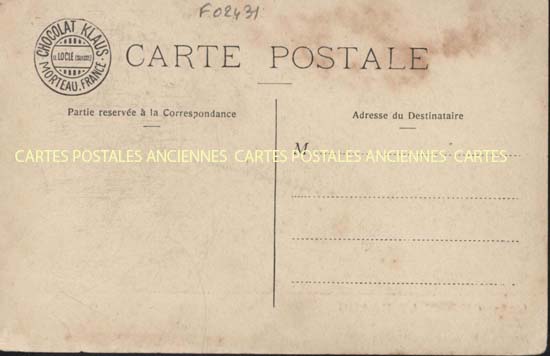 F02431
CHOCOLAT KLAUS
LE LOCLE (SUISSE)
MORTEAU. FRANCE
CARTE POSTALE
Partie reservée à la Correspondance
Adresse du Destinataire
M
CARTES POSTALES ANCIENNES CARTES POSTALES ANCIENNES CARTES